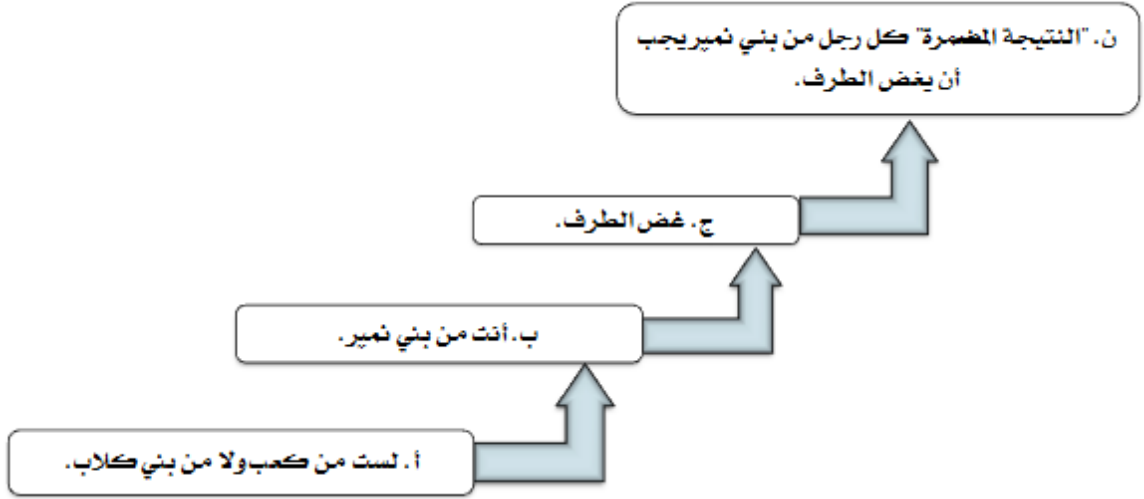 ن. "النتيجة المضمرة" كل رجل من بني نمير يجب
أن يغض الطرف.
ج. غض الطرف.
ب. أنت من بني نمير.
أ. لست من كعب ولا من بني كلاب.